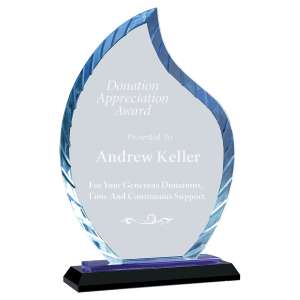 Donation
Appreciation
Award
Presented To
Andrew Keller
For Your Generous Donations,
Time And Continuous Support